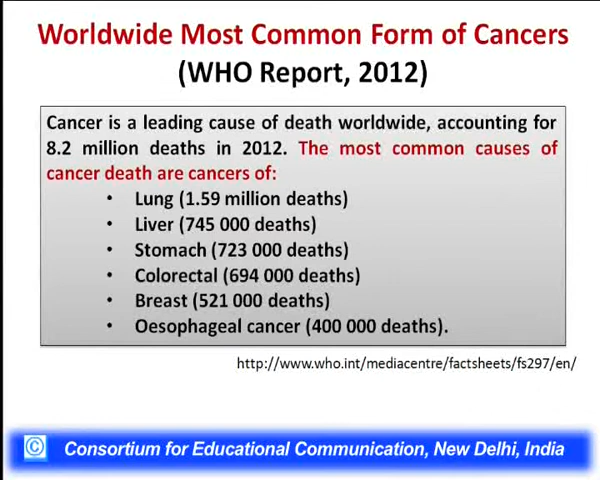 Worldwide Most Common Form of Cancers
(WHO Report, 2012)
Cancer is a leading cause of death worldwide, accounting for
8.2 million deaths in 2012. The most common causes of
cancer death are cancers of:
• Lung (1.59 million deaths)
• Liver (745 000 deaths)
• Stomach (723 000 deaths)
• Colorectal (694 000 deaths)
• Breast (521 000 deaths)
• Oesophageal cancer (400 000 deaths).
http://www.who.int/mediacentre/factsheets/fs297/en/
© Consortium for Educational Communication, New Delhi, India